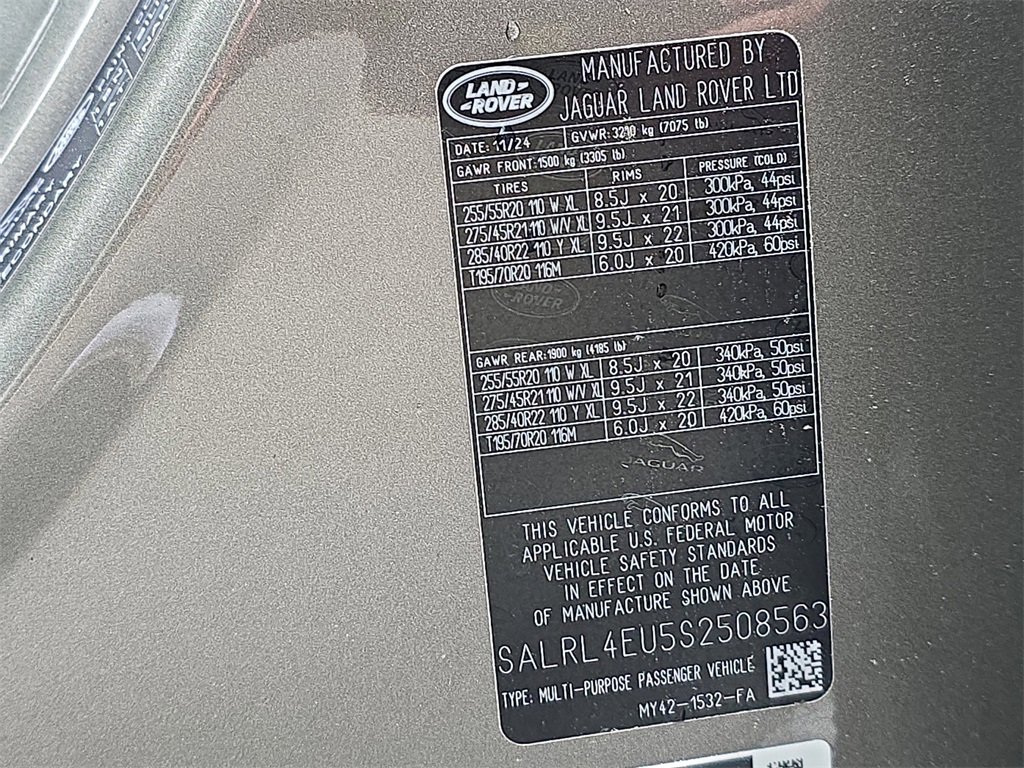 LAND-
-ROVER
MANUFACTURED BY
JAGUAR LAND ROVER LTD
DATE: 11/24 GVWR: 3210 kg (7075 lb)
GAWR FRONT:1500 kg (3305 lb)
TIRES RIMS PRESSURE (COLD)
255/55R20 110 W XL 8.5J x 20 300kPa, 44psi
275/45R21 110 W/V XL 9.5J x 21 300kPa, 44psi
285/40R22 110 Y XL 9.5J x 22 300kPa, 44psi
T195/70R20 116M 6.0J x 20 420kPa, 60psi
LAND-
-ROVER
GAWR REAR:1900 kg (4185 lb)
255/55R20 110 W XL 8.5J x 20 340kPa, 50psi
275/45R21 110 W/V XL 9.5J x 21 340kPa, 50psi
285/40R22 110 Y XL 9.5J x 22 340kPa, 50psi
T195/70R20 116M 6.0J x 20 420kPa, 60psi
JAGUAR
THIS VEHICLE CONFORMS TO ALL
APPLICABLE U.S. FEDERAL MOTOR
VEHICLE SAFETY STANDARDS
IN EFFECT ON THE DATE
OF MANUFACTURE SHOWN ABOVE
SALRL4EU5S2508563
TYPE: MULTI-PURPOSE PASSENGER VEHICLE
MY42-1532-FA